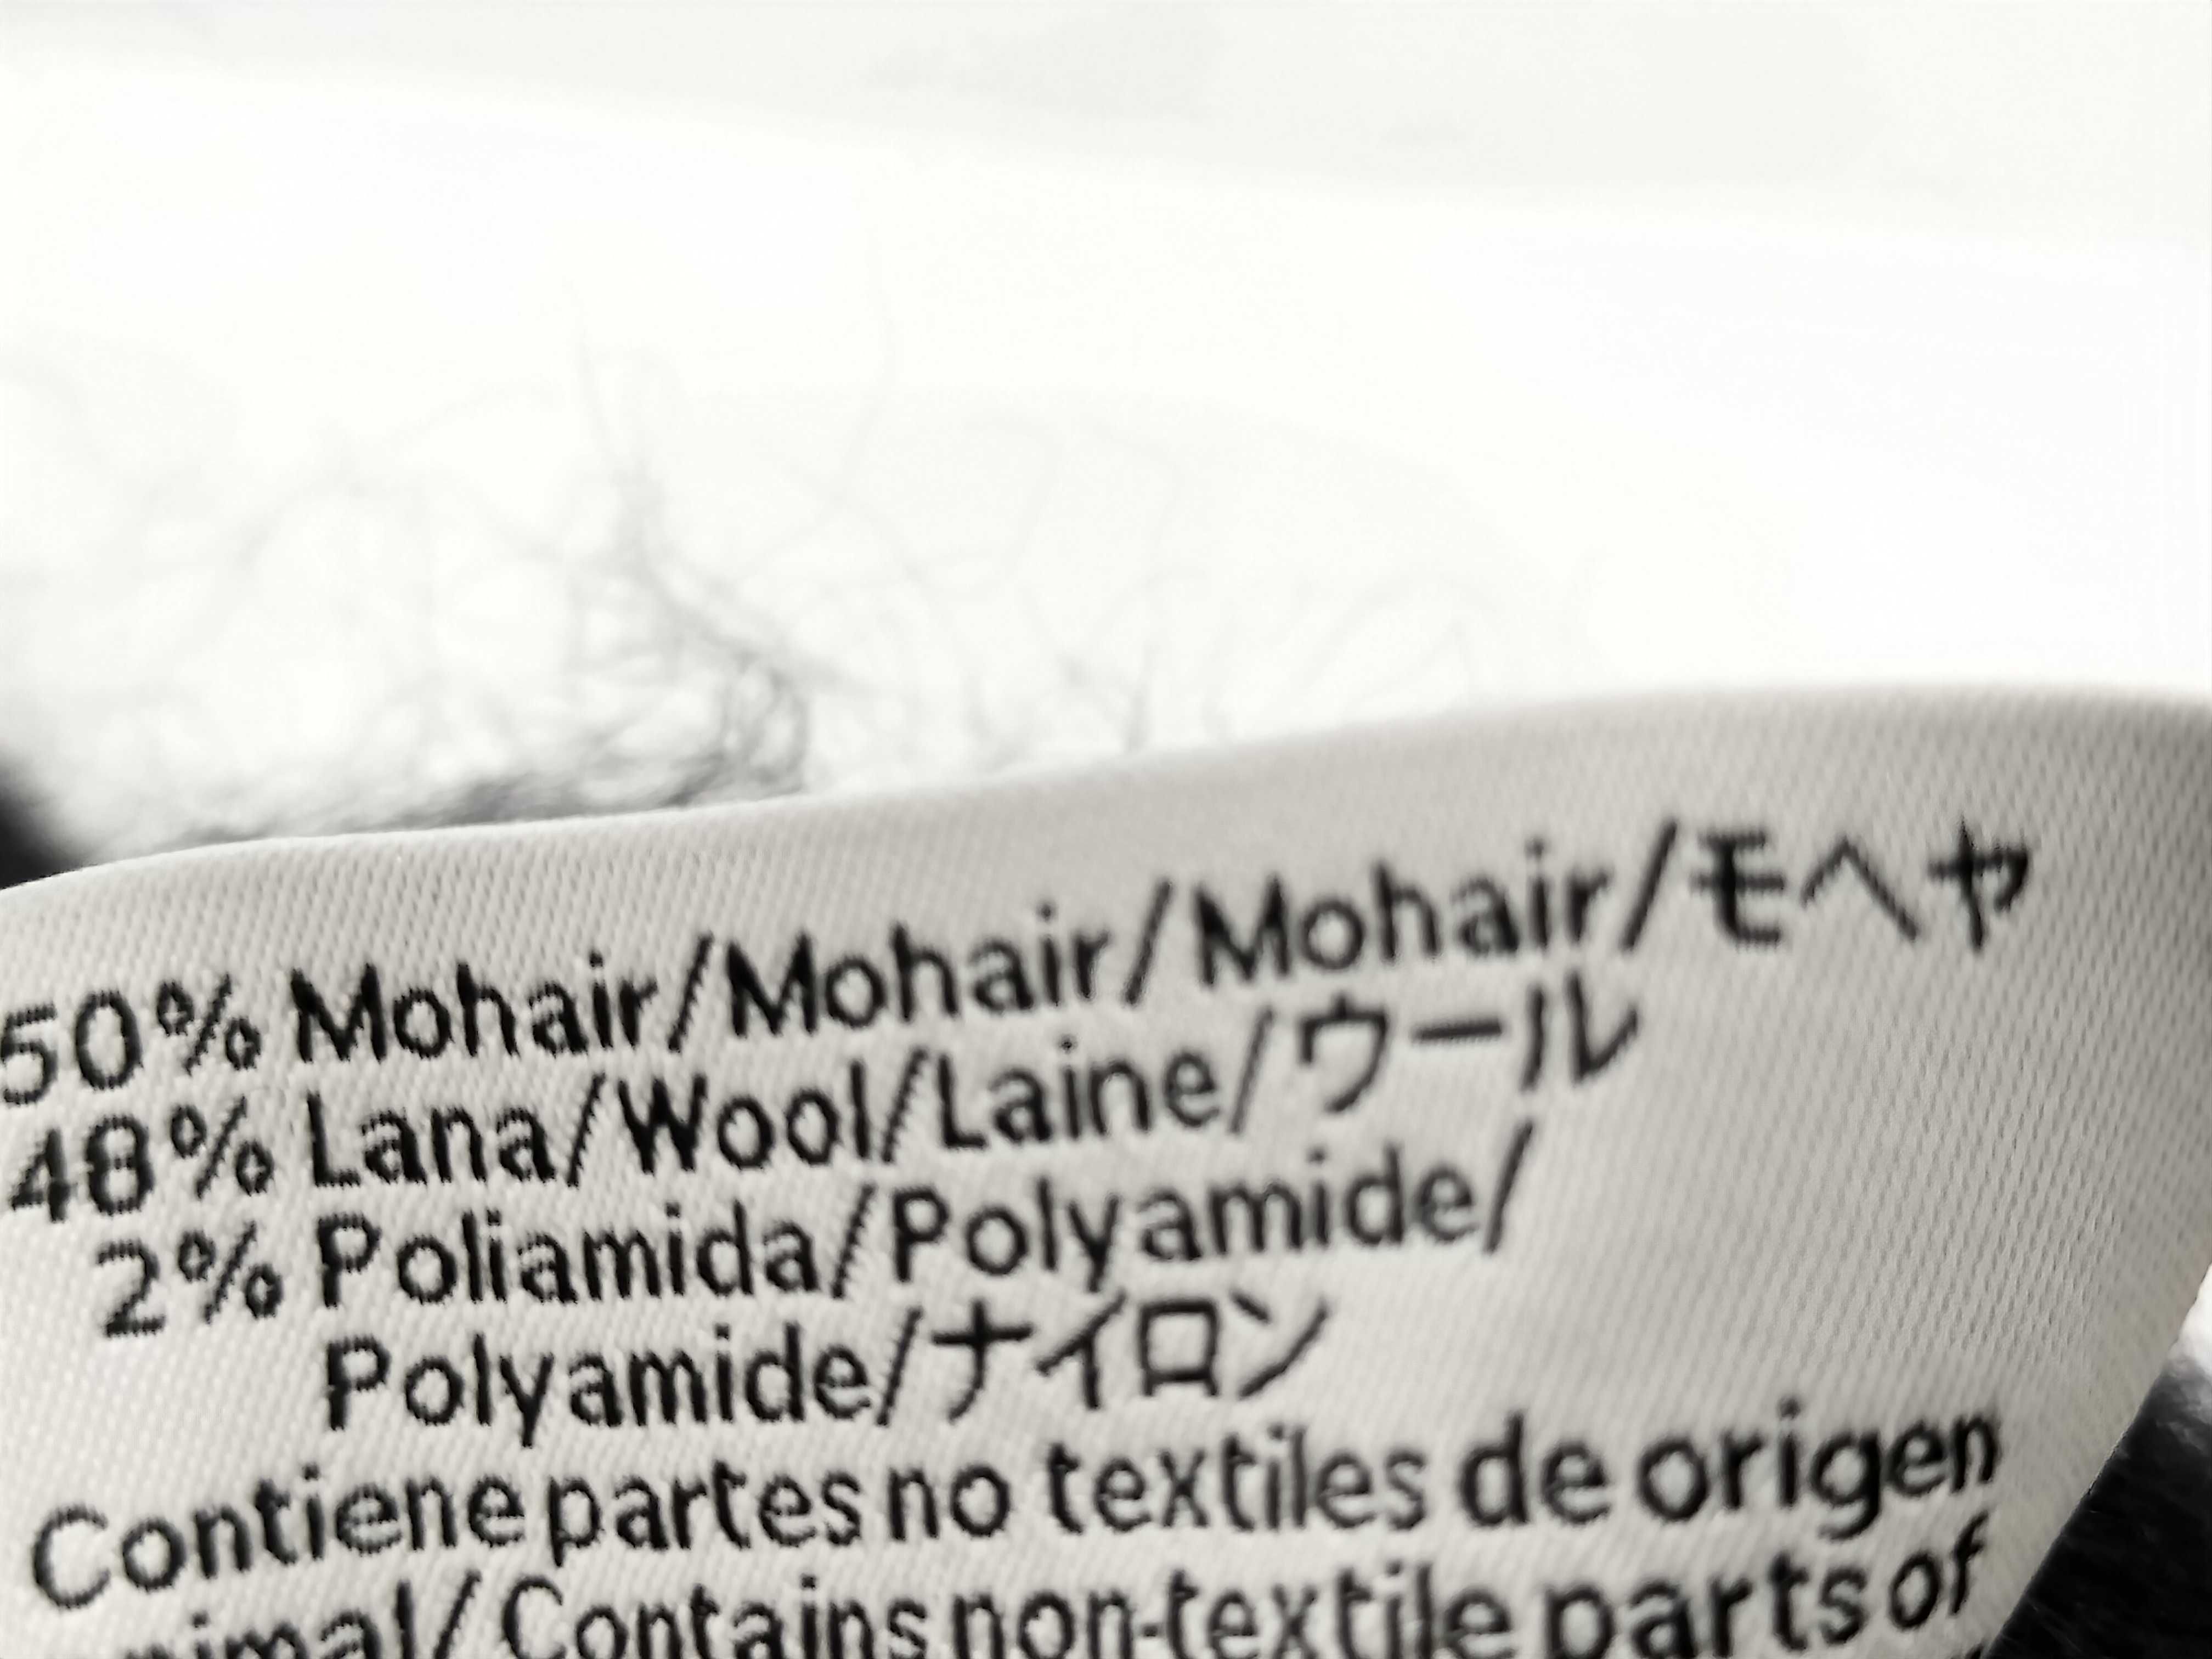 50% Mohair/Mohair/Mohair/モヘヤ
48% Lana/Wool/Laine/ウール
2% Poliamida/Polyamide/
Polyamide/ナイロン
Contiene partes no textiles de origen
nimal/Contains non-textile parts of